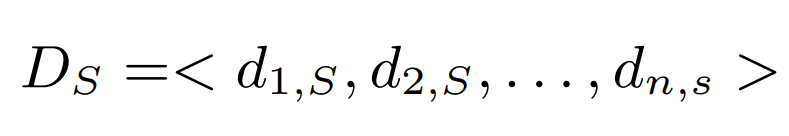 D_S =< d_{1,S}, d_{2,S}, . . . , d_{n,s} >